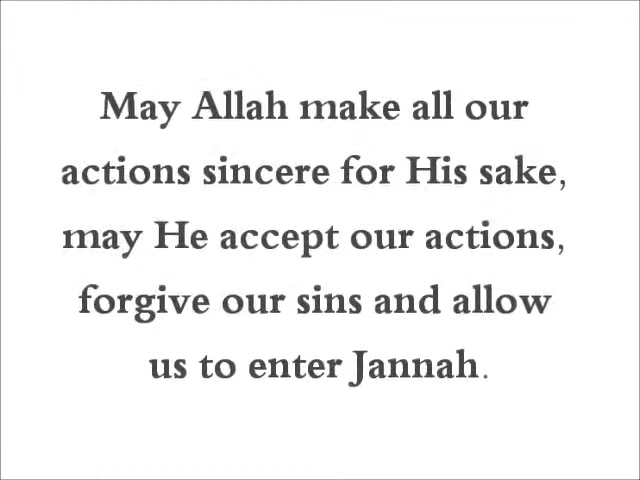 May Allah make all our
actions sincere for His sake,
may He accept our actions,
forgive our sins and allow
us to enter Jannah.